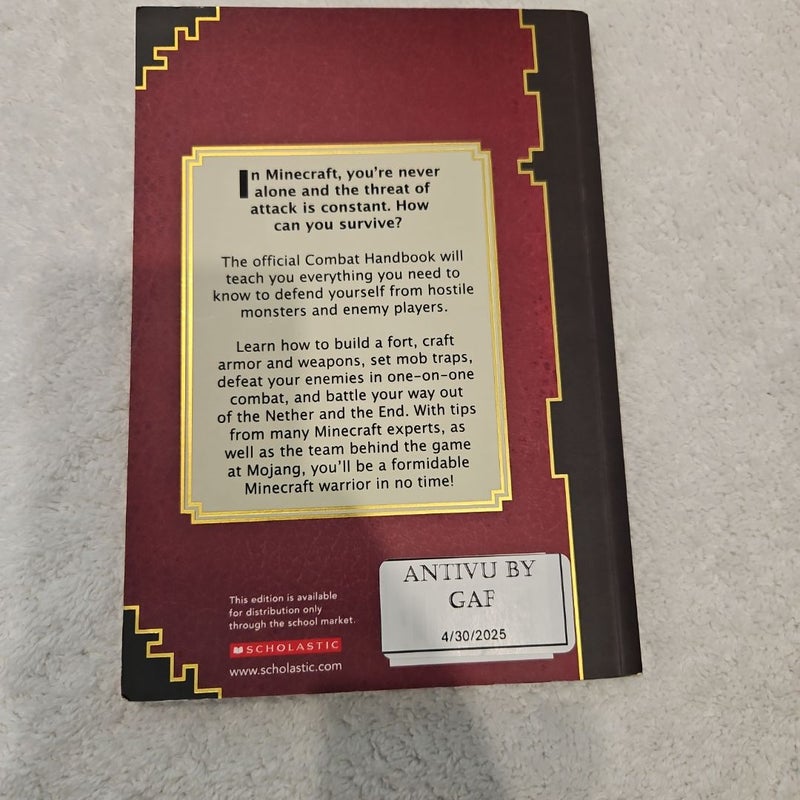 In Minecraft, you're never
alone and the threat of
attack is constant. How
can you survive?
The official Combat Handbook will
teach you everything you need to
know to defend yourself from hostile
monsters and enemy players.
Learn how to build a fort, craft
armor and weapons, set mob traps,
defeat your enemies in one-on-one
combat, and battle your way out
of the Nether and the End. With tips
from many Minecraft experts, as
well as the team behind the game
at Mojang, you'll be a formidable
Minecraft warrior in no time!
This edition is available
for distribution only
through the school market.
SCHOLASTIC
www.scholastic.com
ANTIVU BY
GAF
4/30/2025